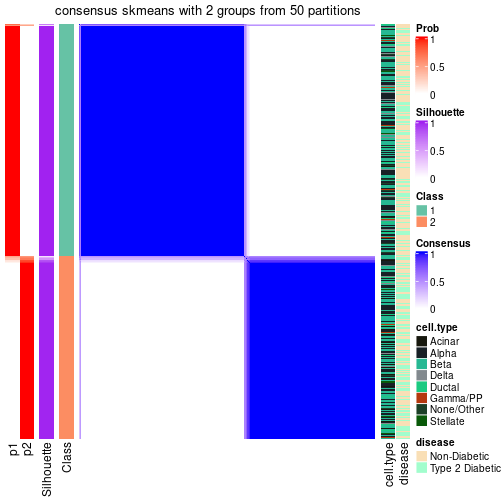 consensus skmeans with 2 groups from 50 partitions
Prob
1
0.5
0
Silhouette
1
0.5
0
Class
1
2
Consensus
1
0.5
0
cell.type
Acinar
Alpha
Beta
Delta
Ductal
Gamma/PP
None/Other
Stellate
disease
Non-Diabetic
Type 2 Diabetic
p1
p2
Silhouette
Class
cell.type
disease